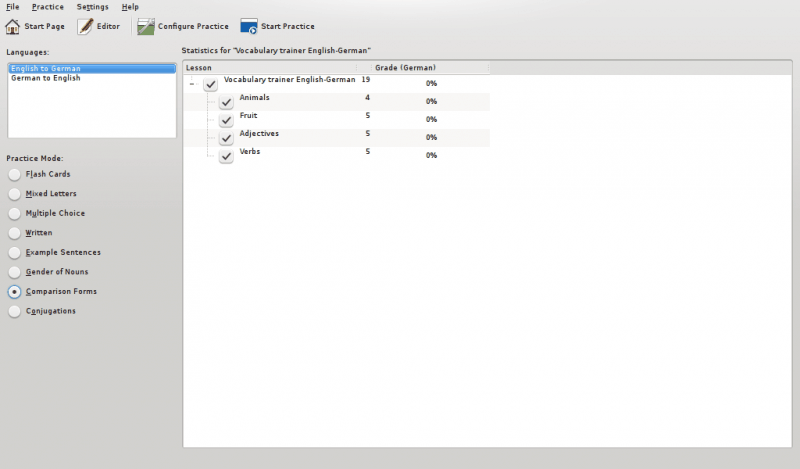 File Practice Settings Help
Start Page Editor Configure Practice Start Practice
Languages:
English to German
German to English
Practice Mode:
Flash Cards
Mixed Letters
Multiple Choice
Written
Example Sentences
Gender of Nouns
Comparison Forms
Conjugations
Statistics for "Vocabulary trainer English-German"
Lesson Grade (German)
Vocabulary trainer English-German 19 0%
Animals 4 0%
Fruit 5 0%
Adjectives 5 0%
Verbs 5 0%